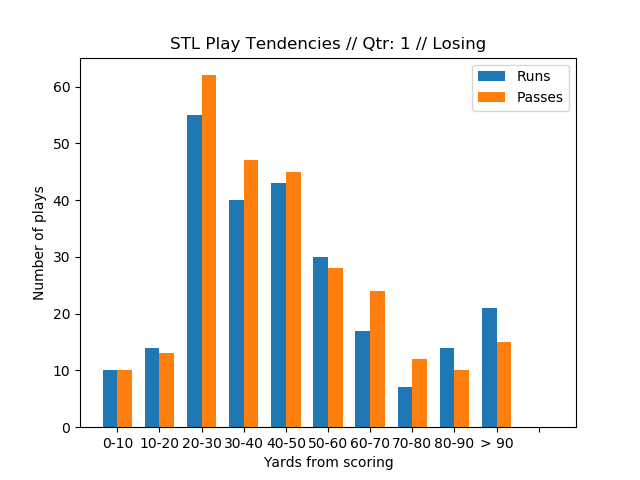 STL Play Tendencies // Qtr: 1 // Losing
Runs
Passes
Number of plays
60
50
40
30
20
10
0
0-10 10-20 20-30 30-40 40-50 50-60 60-70 70-80 80-90 > 90
Yards from scoring